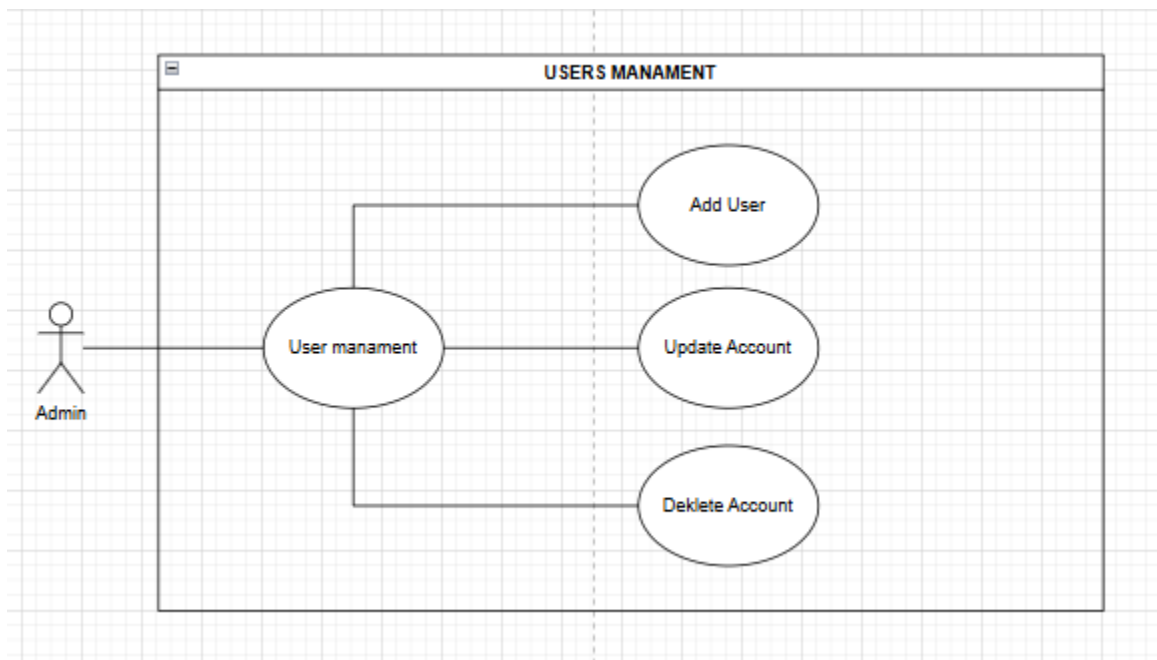 USERS MANAMENT
Add User
User manament
Update Account
Admin
Deklete Account